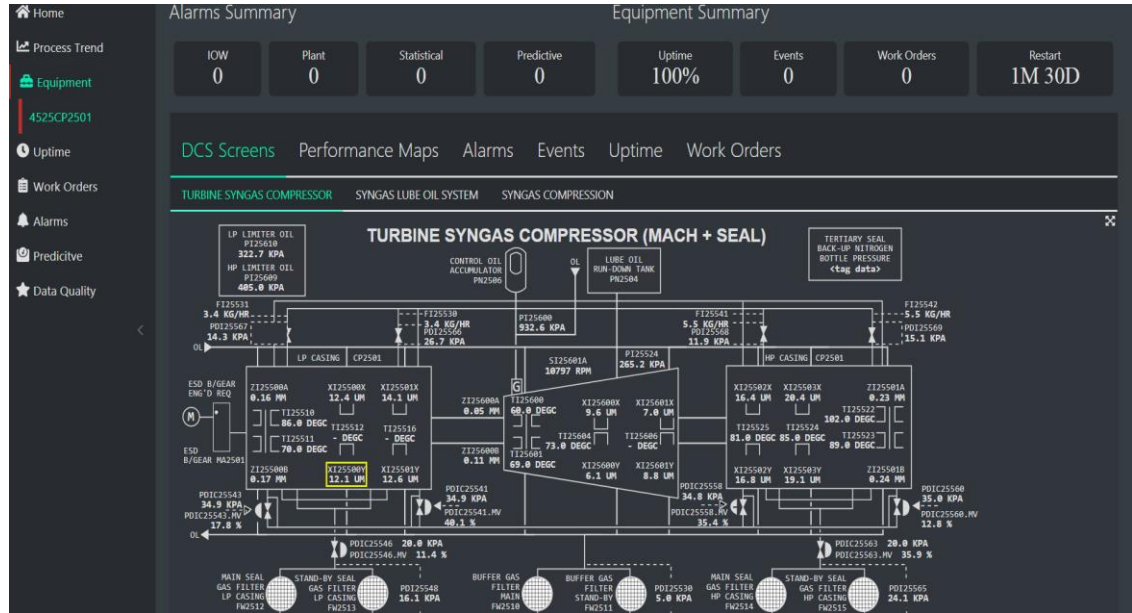 Home
Process Trend
Equipment
4525CP2501
Uptime
Work Orders
Alarms
Predicitve
Data Quality
Alarms Summary
Equipment Summary
IOW
0
Plant
0
Statistical
0
Predictive
0
Uptime
100%
Events
0
Work Orders
0
Restart
1M 30D
DCS Screens Performance Maps Alarms Events Uptime Work Orders
TURBINE SYNGAS COMPRESSOR SYNGAS LUBE OIL SYSTEM SYNGAS COMPRESSION
TURBINE SYNGAS COMPRESSOR (MACH + SEAL)
LP LIMITER OIL
PI25610
322.7 KPA
HP LIMITER OIL
PI25609
405.0 KPA
CONTROL OIL
ACCUMULATOR
PN2506
OL
LUBE OIL
RUN-DOWN TANK
PN2504
TERTIARY SEAL
BACK-UP NITROGEN
BOTTLE PRESSURE
<tag data>
FI25531
3.4 KG/HR
PDI25567
14.3 KPA
OL
FI25530
3.4 KG/HR
PDI25566
26.7 KPA
PI25600
932.6 KPA
FI25541
5.5 KG/HR
PDI25568
11.9 KPA
FI25542
5.5 KG/HR
PDI25569
15.1 KPA
LP CASING CP2501
SI25601A
10797 RPM
PI25524
265.2 KPA
HP CASING CP2501
ESD B/GEAR
ENG'D REQ
M
ESD
B/GEAR MA2501
ZI25500A
0.16 MM
XI25500X
12.4 UM
XI25501X
14.1 UM
TI25510
86.0 DEGC
TI25511
70.0 DEGC
TI25512
- DEGC
TI25516
- DEGC
ZI25500B
0.17 MM
XI25500Y
12.1 UM
XI25501Y
12.6 UM
G
ZI25600A
0.05 MM
TI25600
60.0 DEGC
XI25600X
9.6 UM
XI25601X
7.0 UM
TI25604
73.0 DEGC
TI25606
- DEGC
ZI25600B
0.11 MM
TI25601
69.0 DEGC
XI25600Y
6.1 UM
XI25601Y
8.8 UM
XI25502X
16.4 UM
XI25503X
20.4 UM
ZI25501A
0.23 MM
TI25522
102.0 DEGC
TI25525
81.0 DEGC
TI25524
85.0 DEGC
TI25523
89.0 DEGC
XI25502Y
16.8 UM
XI25503Y
19.1 UM
ZI25501B
0.24 MM
PDIC25543
34.9 KPA
PDIC25543.MV
17.8 %
OL
PDIC25541
34.9 KPA
PDIC25541.MV
40.1 %
PDIC25558
34.8 KPA
PDIC25558.MV
35.4 %
PDIC25560
35.0 KPA
PDIC25560.MV
12.8 %
PDIC25546 20.0 KPA
PDIC25546.MV 11.4 %
PDIC25563 20.0 KPA
PDIC25563.MV 35.9 %
MAIN SEAL
GAS FILTER
LP CASING
FW2512
STAND-BY SEAL
GAS FILTER
LP CASING
FW2513
PDI25548
16.1 KPA
BUFFER GAS
FILTER
MAIN
FW2510
BUFFER GAS
FILTER
STAND-BY
FW2511
PDI25530
5.0 KPA
MAIN SEAL
GAS FILTER
HP CASING
FW2514
STAND-BY SEAL
GAS FILTER
HP CASING
FW2515
PDI25565
24.1 KPA